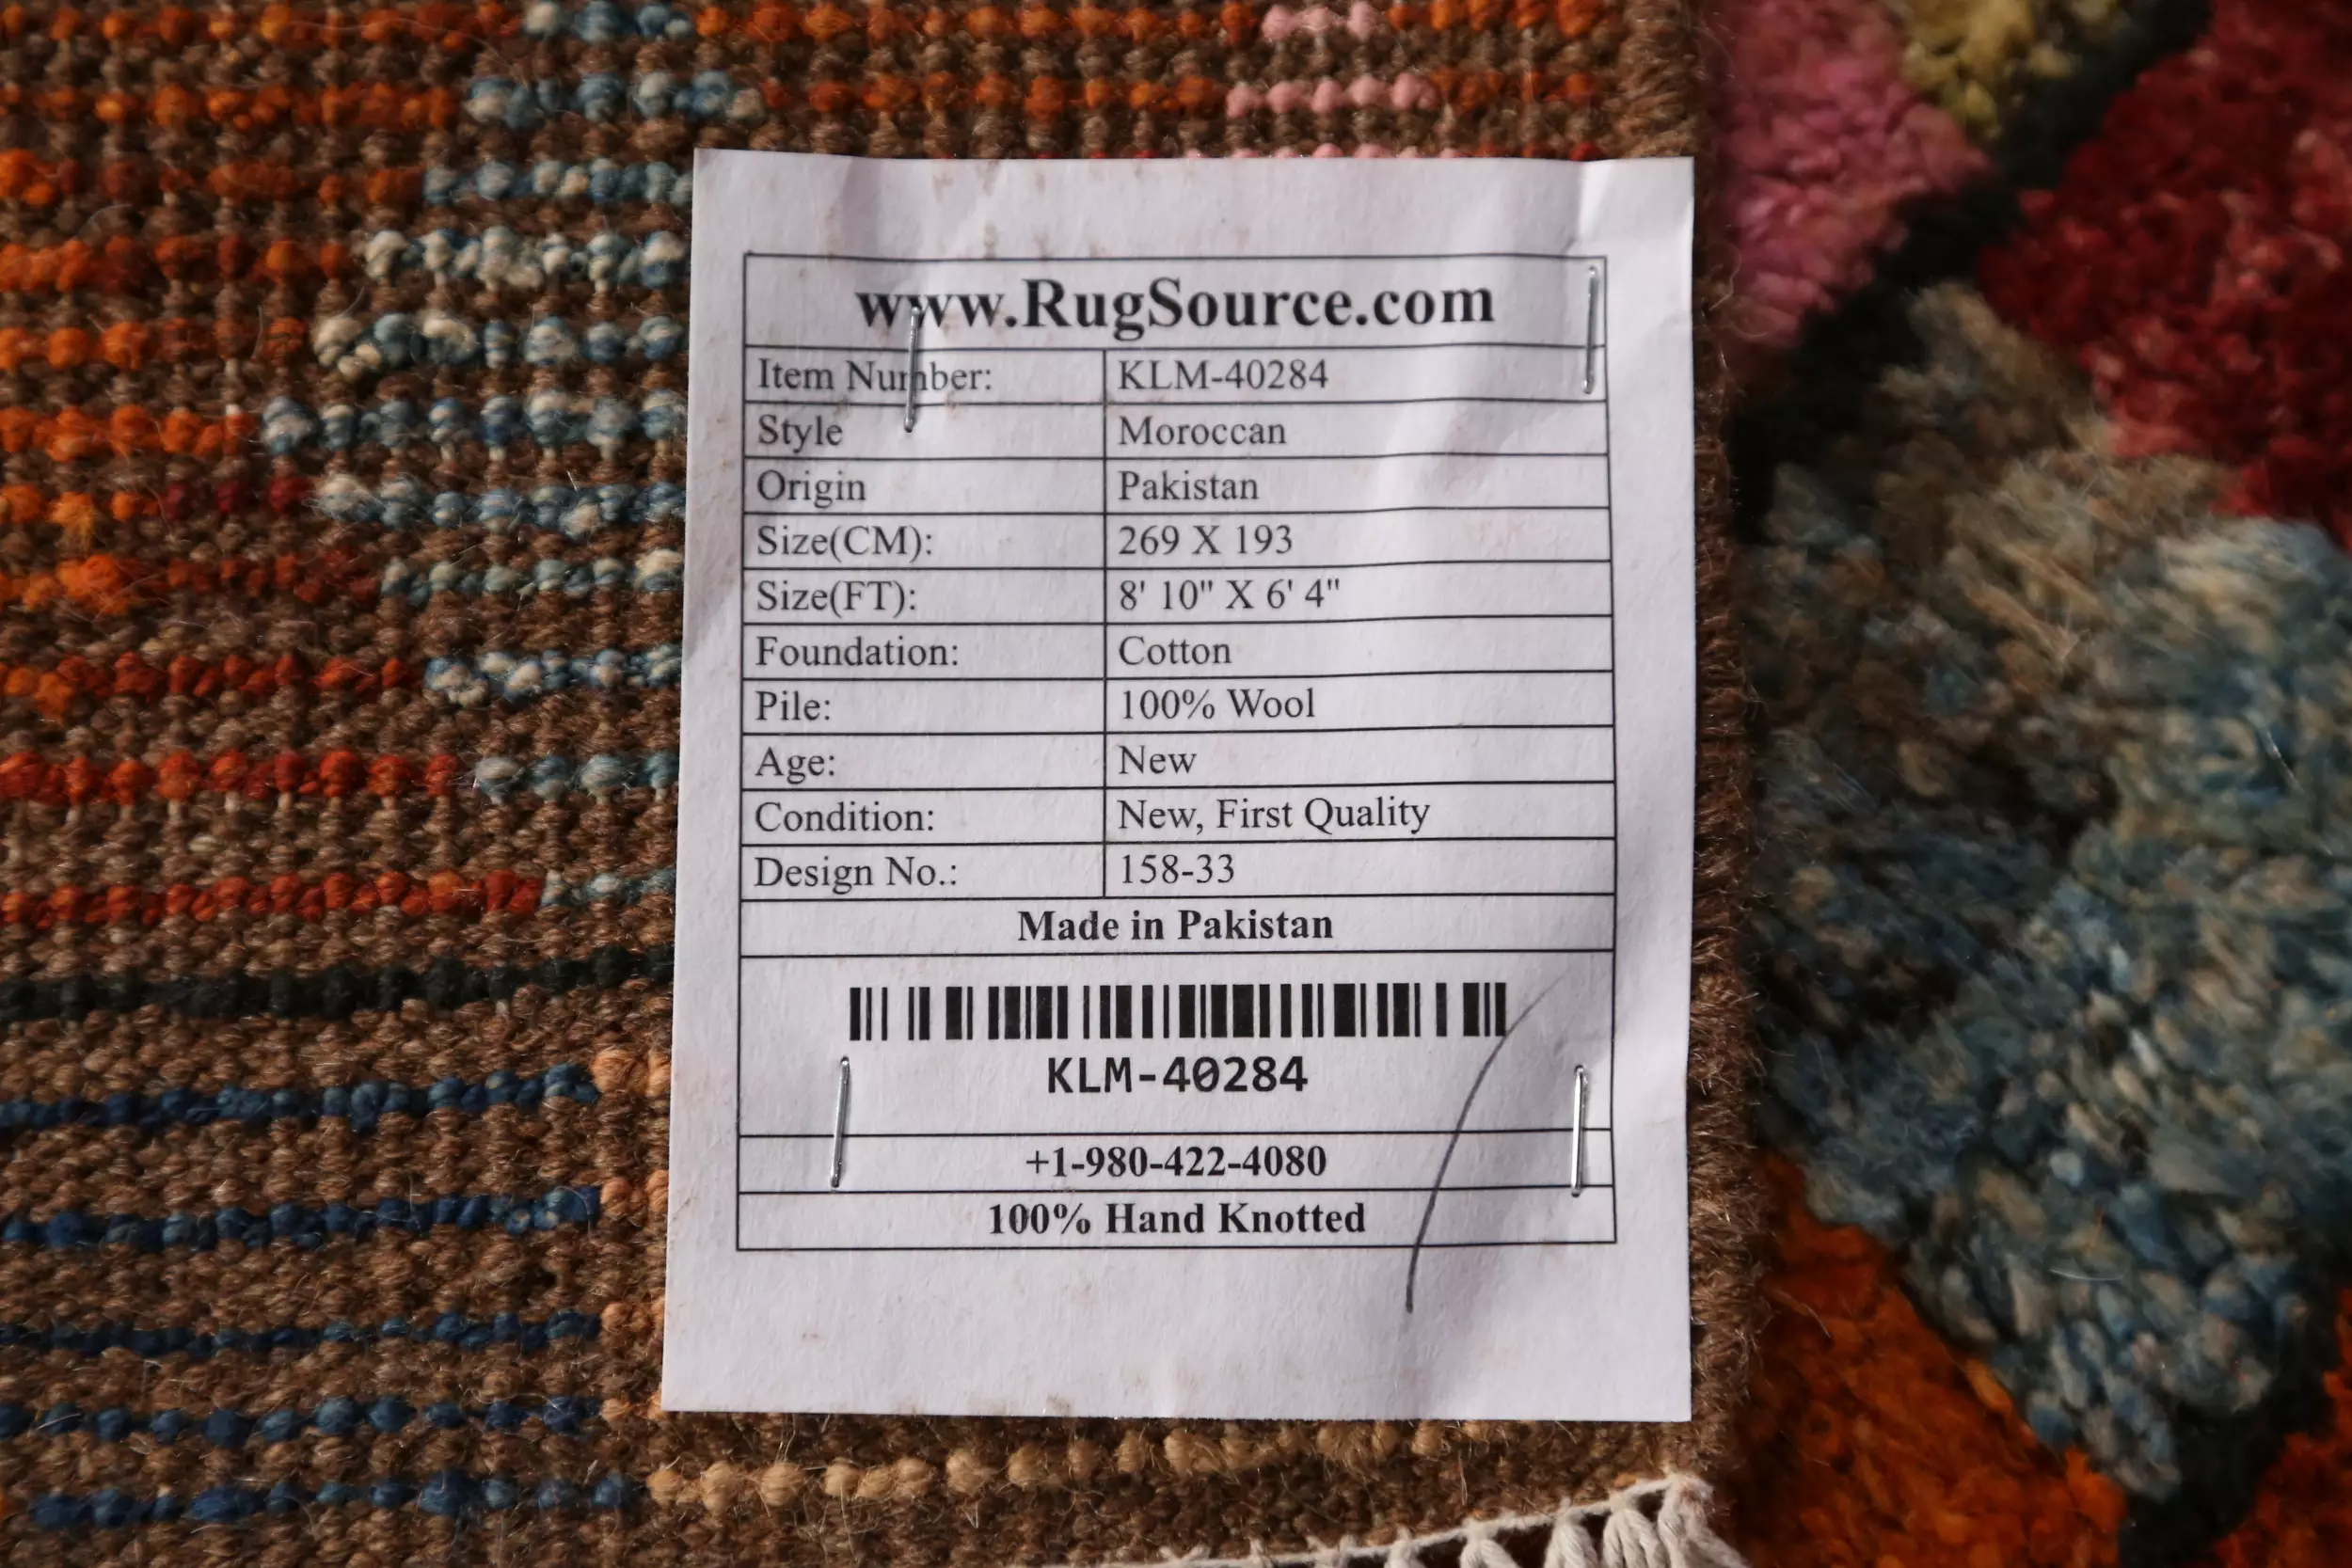 www.RugSource.com
Item Number: KLM-40284
Style Moroccan
Origin Pakistan
Size(CM): 269 X 193
Size(FT): 8' 10" X 6' 4"
Foundation: Cotton
Pile: 100% Wool
Age: New
Condition: New, First Quality
Design No.: 158-33
Made in Pakistan
KLM-40284
+1-980-422-4080
100% Hand Knotted